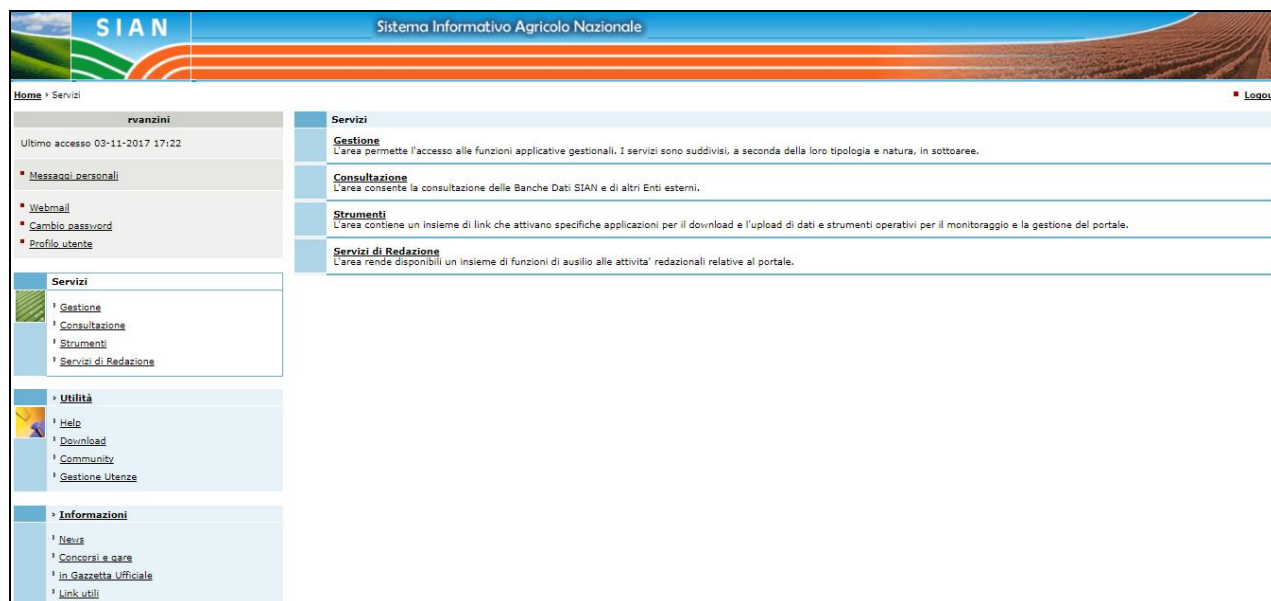 SIAN
Sistema Informativo Agricolo Nazionale
Home › Servizi
Logou
rvanzini
Ultimo accesso 03-11-2017 17:22
Messaggi personali
Webmail
Cambio password
Profilo utente
Servizi
Gestione
Consultazione
Strumenti
Servizi di Redazione
› Utilità
Help
Download
Community
Gestione Utenze
› Informazioni
News
Concorsi e gare
in Gazzetta Ufficiale
Link utili
Servizi
Gestione
L'area permette l'accesso alle funzioni applicative gestionali. I servizi sono suddivisi, a seconda della loro tipologia e natura, in sottoaree.
Consultazione
L'area consente la consultazione delle Banche Dati SIAN e di altri Enti esterni.
Strumenti
L'area contiene un insieme di link che attivano specifiche applicazioni per il download e l'upload di dati e strumenti operativi per il monitoraggio e la gestione del portale.
Servizi di Redazione
L'area rende disponibili un insieme di funzioni di ausilio alle attivita' redazionali relative al portale.